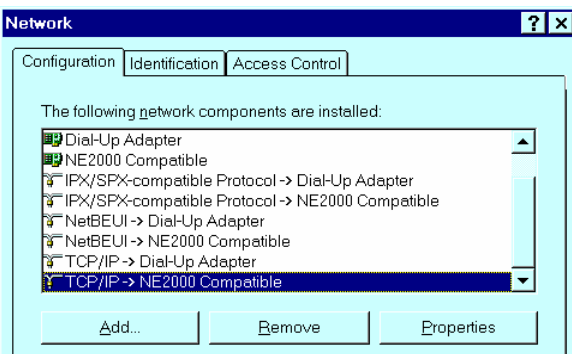 Network
Configuration Identification Access Control
The following network components are installed:
Dial-Up Adapter
NE2000 Compatible
IPX/SPX-compatible Protocol -> Dial-Up Adapter
IPX/SPX-compatible Protocol -> NE2000 Compatible
NetBEUI -> Dial-Up Adapter
NetBEUI -> NE2000 Compatible
TCP/IP -> Dial-Up Adapter
TCP/IP -> NE2000 Compatible
Add... Remove Properties